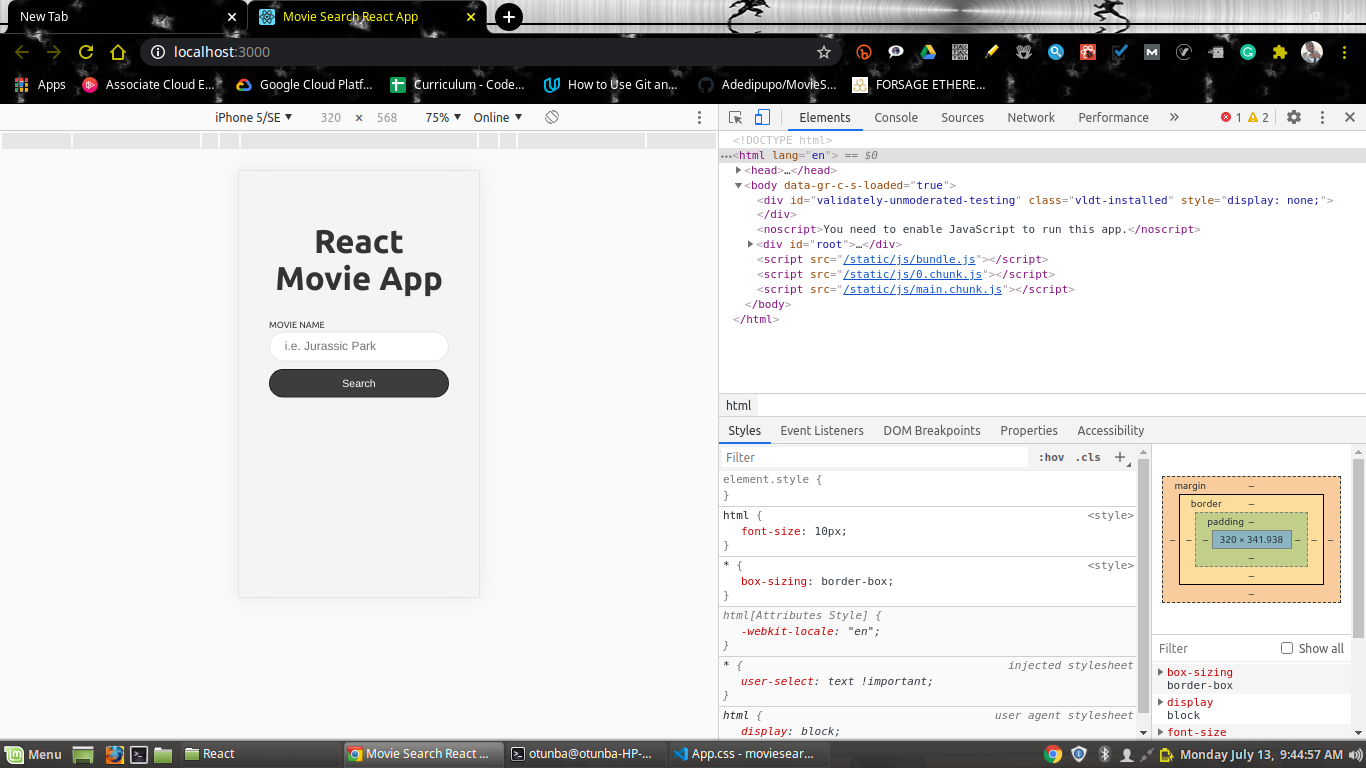 New Tab
Movie Search React App
localhost:3000
Apps
Associate Cloud E...
Google Cloud Platf...
Curriculum - Code...
How to Use Git an...
Adedipupo/MovieS...
FORSAGE ETHERE...
iPhone 5/SE ▼ 320 × 568 75% ▼ Online ▼
Elements Console Sources Network Performance » 1 2
React
Movie App
MOVIE NAME
i.e. Jurassic Park
Search
<!DOCTYPE html>
…<html lang="en"> == $0
<head>…</head>
<body data-gr-c-s-loaded="true">
<div id="validately-unmoderated-testing" class="vldt-installed" style="display: none;">
</div>
<noscript>You need to enable JavaScript to run this app.</noscript>
<div id="root">…</div>
<script src="/static/js/bundle.js"></script>
<script src="/static/js/0.chunk.js"></script>
<script src="/static/js/main.chunk.js"></script>
</body>
</html>
html
Styles Event Listeners DOM Breakpoints Properties Accessibility
Filter :hov .cls +
element.style {
}
html { <style>
font-size: 10px;
}
* { <style>
box-sizing: border-box;
}
html[Attributes Style] {
-webkit-locale: "en";
}
* { injected stylesheet
user-select: text !important;
}
html { user agent stylesheet
display: block;
margin –
border –
padding –
– – – 320 × 341.938 – – –
–
–
–
Filter Show all
box-sizing
border-box
display
block
font-size
Menu
React
Movie Search React ...
otunba@otunba-HP-...
App.css - moviesear...
Monday July 13, 9:44:57 AM